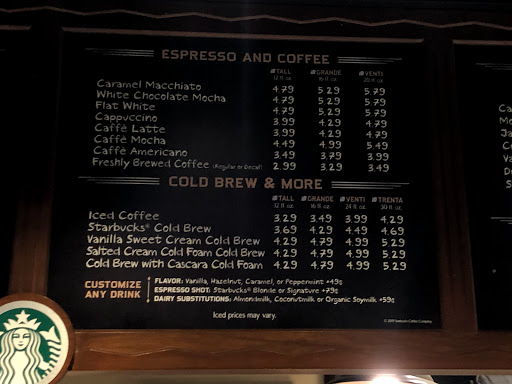 ESPRESSO AND COFFEE
TALL GRANDE VENTI
12 fl oz 16 fl oz 20 fl oz
Caramel Macchiato 4.79 5.29 5.79
White Chocolate Mocha 4.79 5.29 5.79
Flat White 4.79 5.29 5.79
Cappuccino 3.99 4.29 4.79
Caffè Latte 3.99 4.29 4.79
Caffè Mocha 4.49 4.99 5.49
Caffè Americano 3.49 3.79 3.99
Freshly Brewed Coffee (Regular or Decaf) 2.99 3.29 3.49
COLD BREW & MORE
TALL GRANDE VENTI TRENTA
12 fl oz 16 fl oz 24 fl oz 30 fl oz
Iced Coffee 3.29 3.49 3.99 4.29
Starbucks® Cold Brew 3.69 4.29 4.49 4.69
Vanilla Sweet Cream Cold Brew 4.29 4.79 4.99 5.29
Salted Cream Cold Foam Cold Brew 4.29 4.79 4.99 5.29
Cold Brew with Cascara Cold Foam 4.29 4.79 4.99 5.29
CUSTOMIZE ANY DRINK
FLAVOR: Vanilla, Hazelnut, Caramel, or Peppermint +49¢
ESPRESSO SHOT: Starbucks® Blonde or Signature +79¢
DAIRY SUBSTITUTIONS: Almondmilk, Coconutmilk or Organic Soymilk +59¢
Iced prices may vary.
© 2019 Starbucks Coffee Company